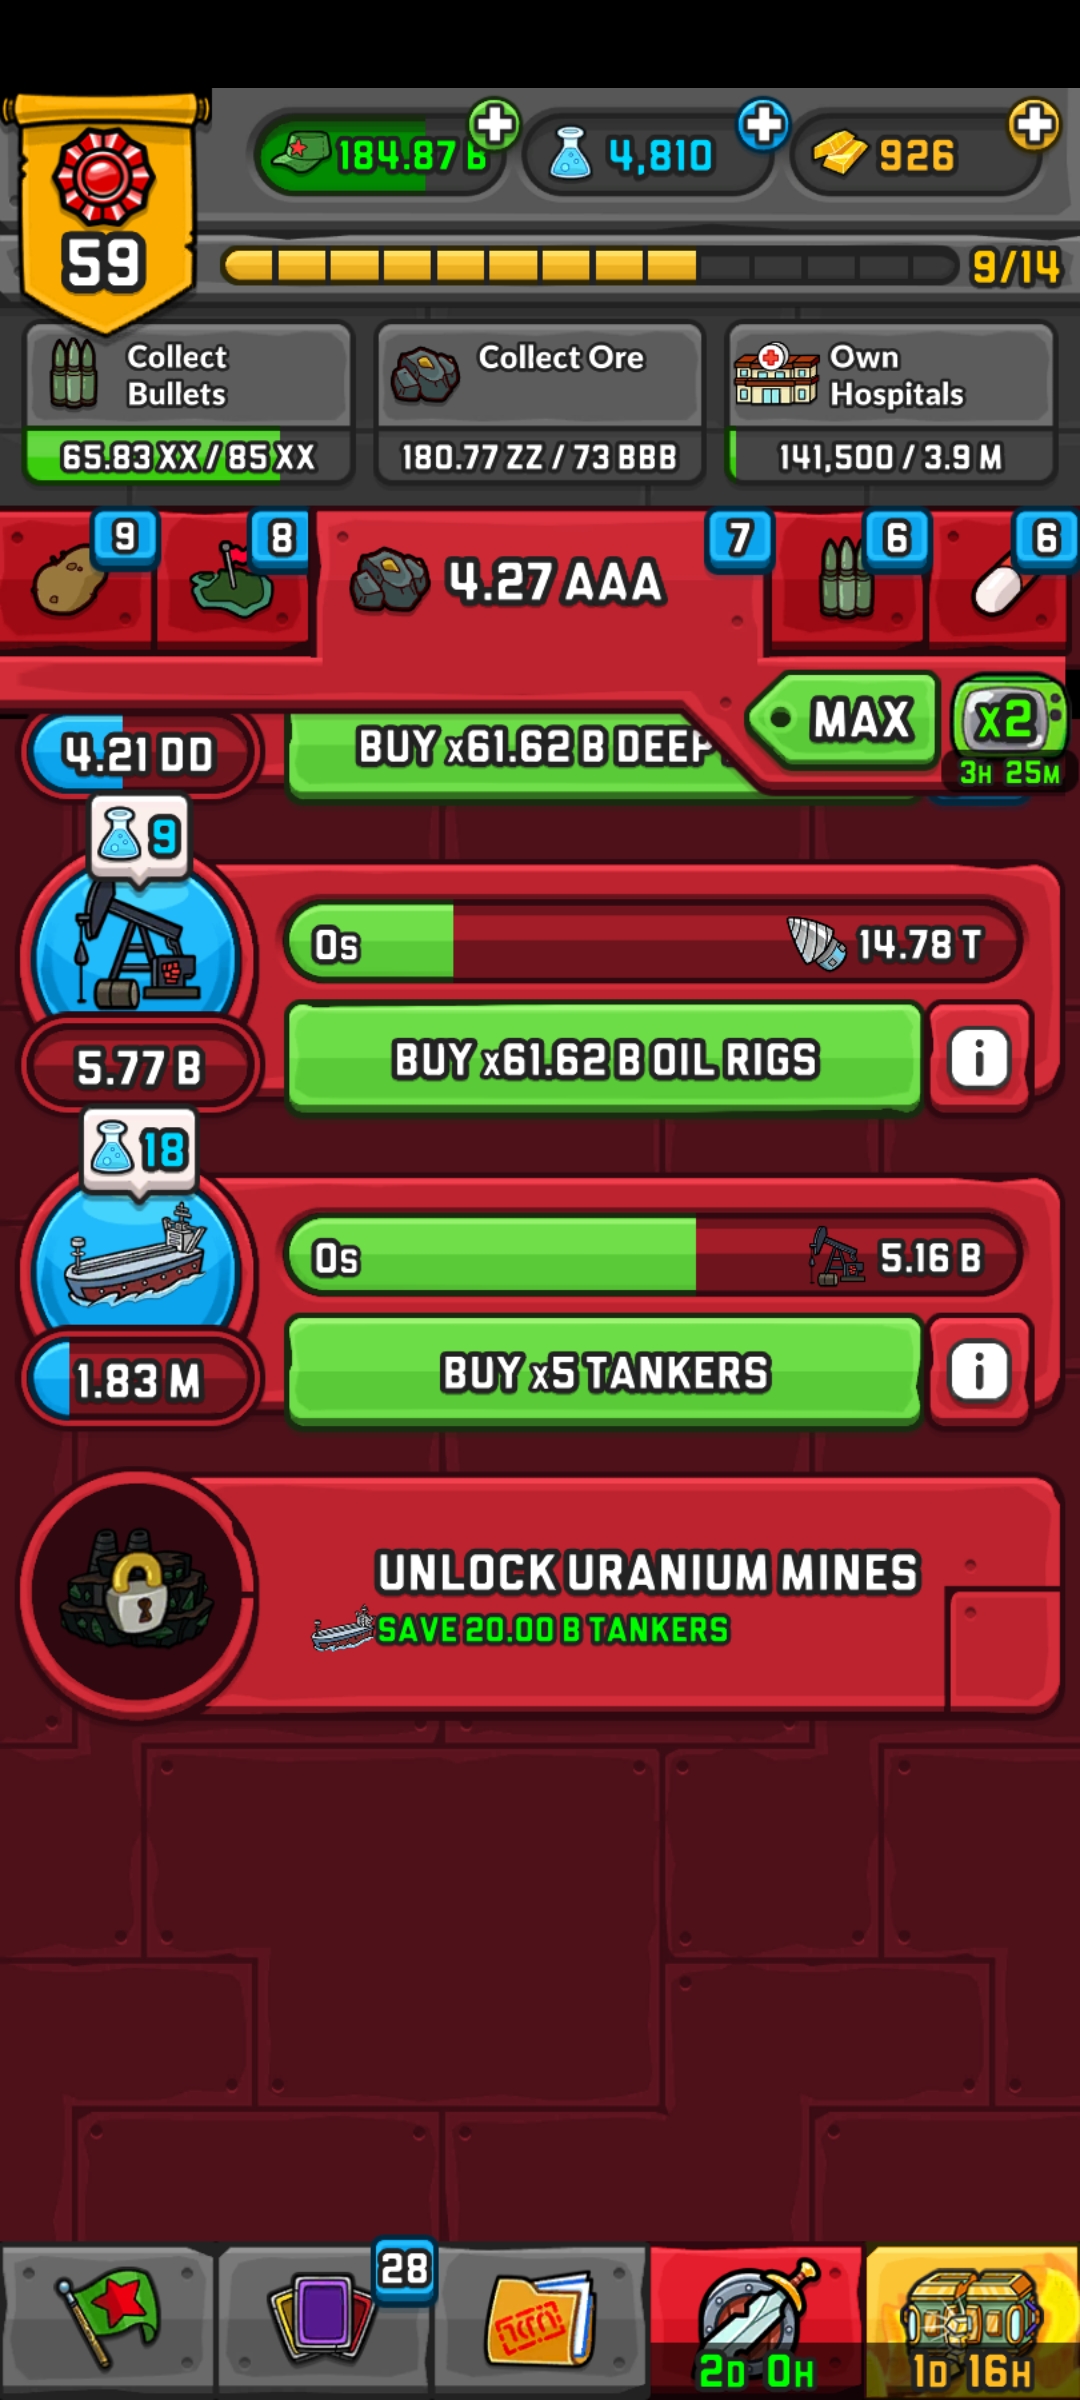 184.87 B
4,810
926
59
9/14
Collect
Bullets
65.83 XX / 85 XX
Collect Ore
180.77 ZZ / 73 BBB
Own
Hospitals
141,500 / 3.9 M
9
8
4.27 AAA
7
6
6
MAX
x2
3H 25M
4.21 DD
BUY x61.62 B DEEP
9
0s
14.78 T
5.77 B
BUY x61.62 B OIL RIGS
i
18
0s
5.16 B
1.83 M
BUY x5 TANKERS
i
UNLOCK URANIUM MINES
SAVE 20.00 B TANKERS
28
2D 0H
1D 16H